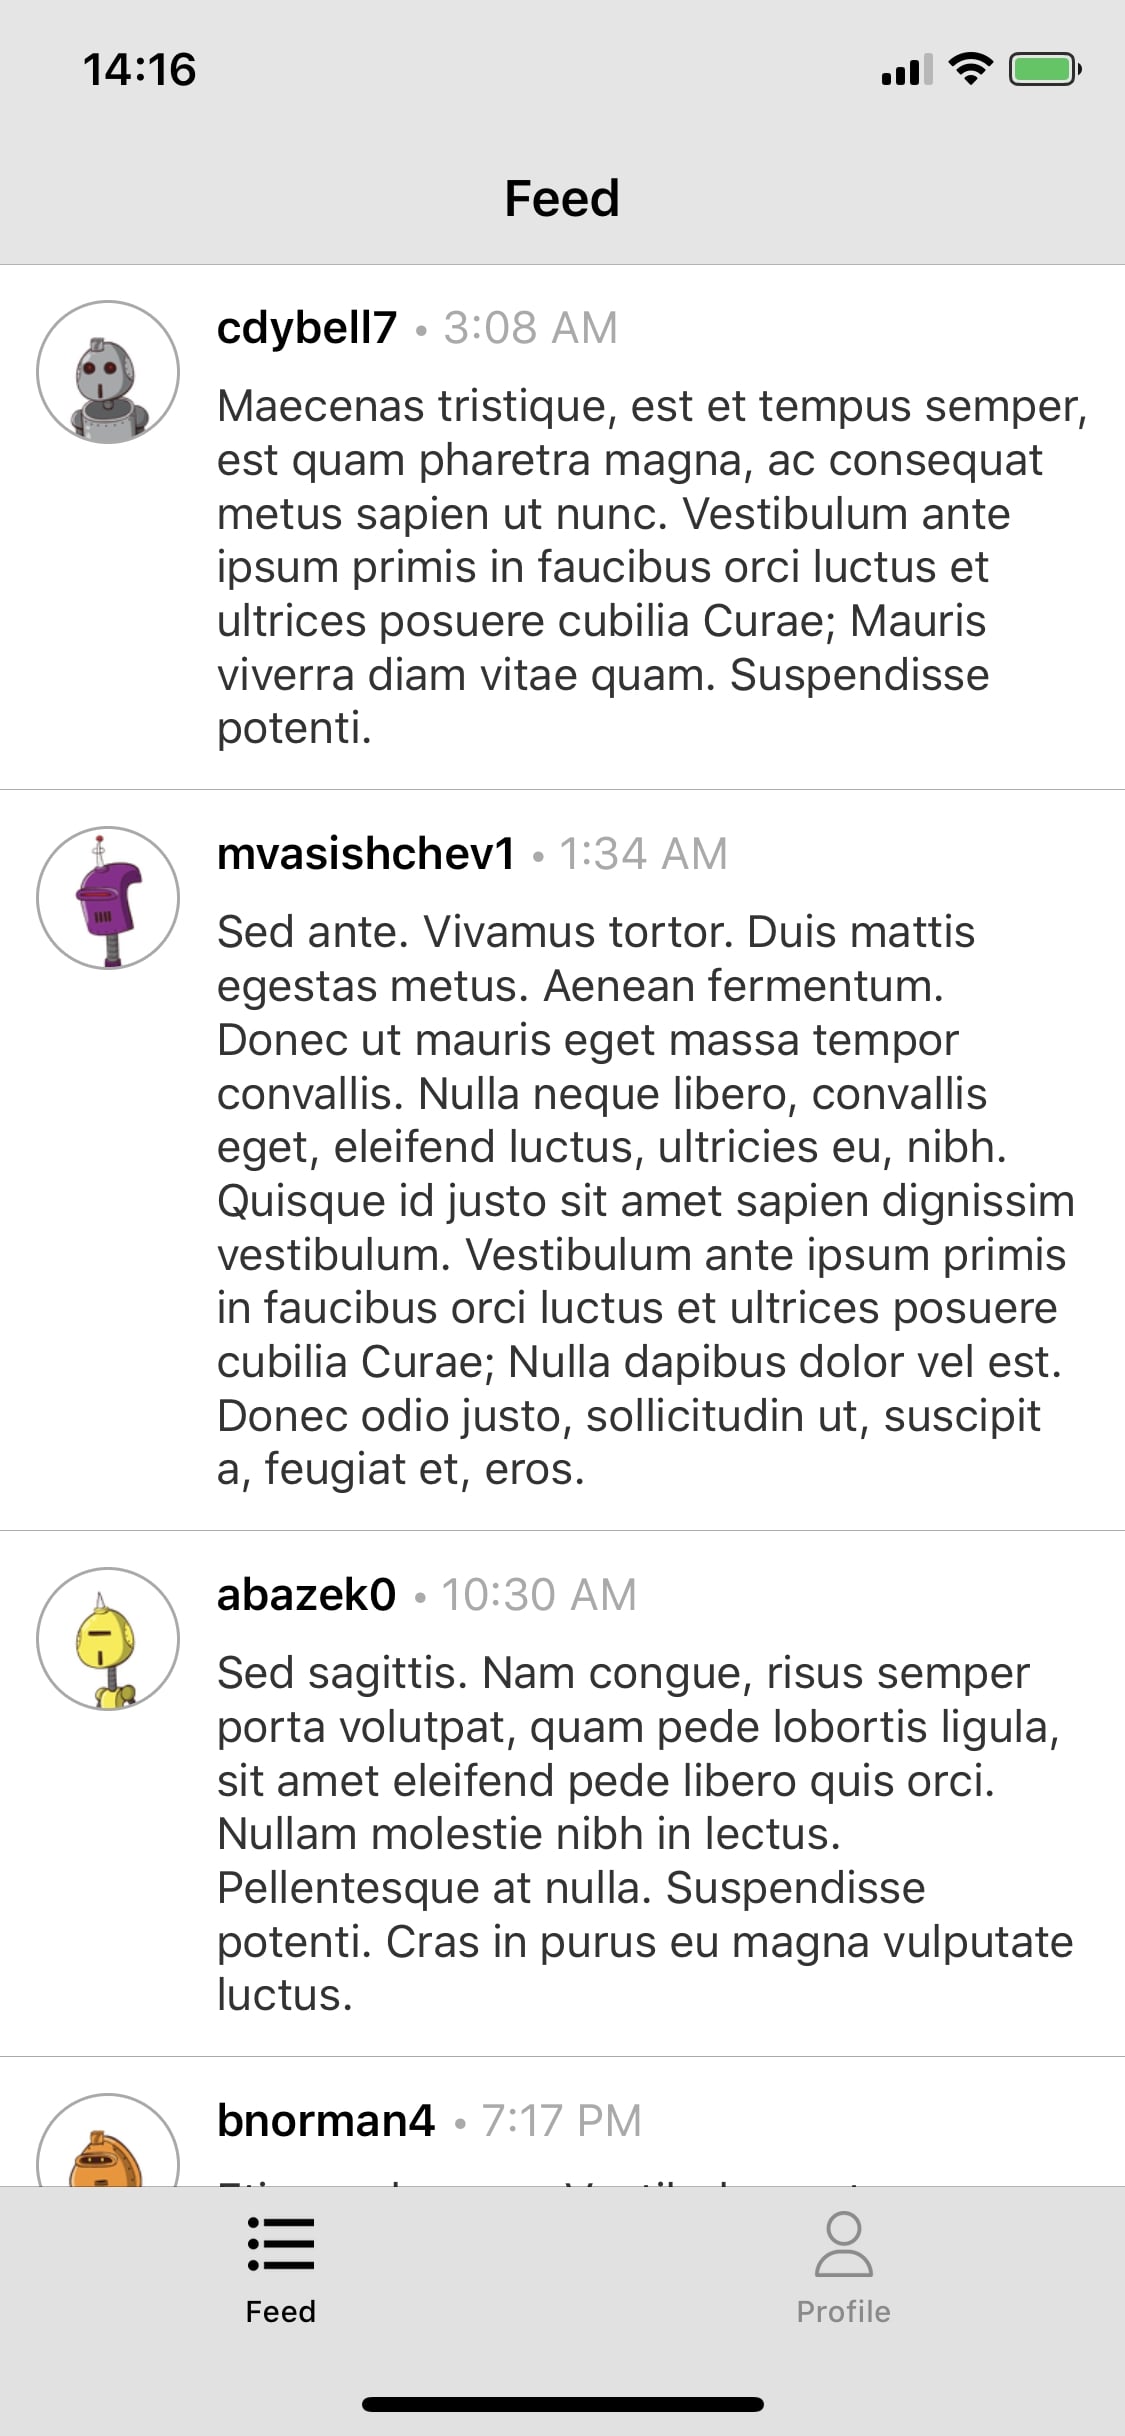 14:16
Feed
cdybell7 • 3:08 AM
Maecenas tristique, est et tempus semper,
est quam pharetra magna, ac consequat
metus sapien ut nunc. Vestibulum ante
ipsum primis in faucibus orci luctus et
ultrices posuere cubilia Curae; Mauris
viverra diam vitae quam. Suspendisse
potenti.
mvasishchev1 • 1:34 AM
Sed ante. Vivamus tortor. Duis mattis
egestas metus. Aenean fermentum.
Donec ut mauris eget massa tempor
convallis. Nulla neque libero, convallis
eget, eleifend luctus, ultricies eu, nibh.
Quisque id justo sit amet sapien dignissim
vestibulum. Vestibulum ante ipsum primis
in faucibus orci luctus et ultrices posuere
cubilia Curae; Nulla dapibus dolor vel est.
Donec odio justo, sollicitudin ut, suscipit
a, feugiat et, eros.
abazek0 • 10:30 AM
Sed sagittis. Nam congue, risus semper
porta volutpat, quam pede lobortis ligula,
sit amet eleifend pede libero quis orci.
Nullam molestie nibh in lectus.
Pellentesque at nulla. Suspendisse
potenti. Cras in purus eu magna vulputate
luctus.
bnorman4 • 7:17 PM
Feed
Profile